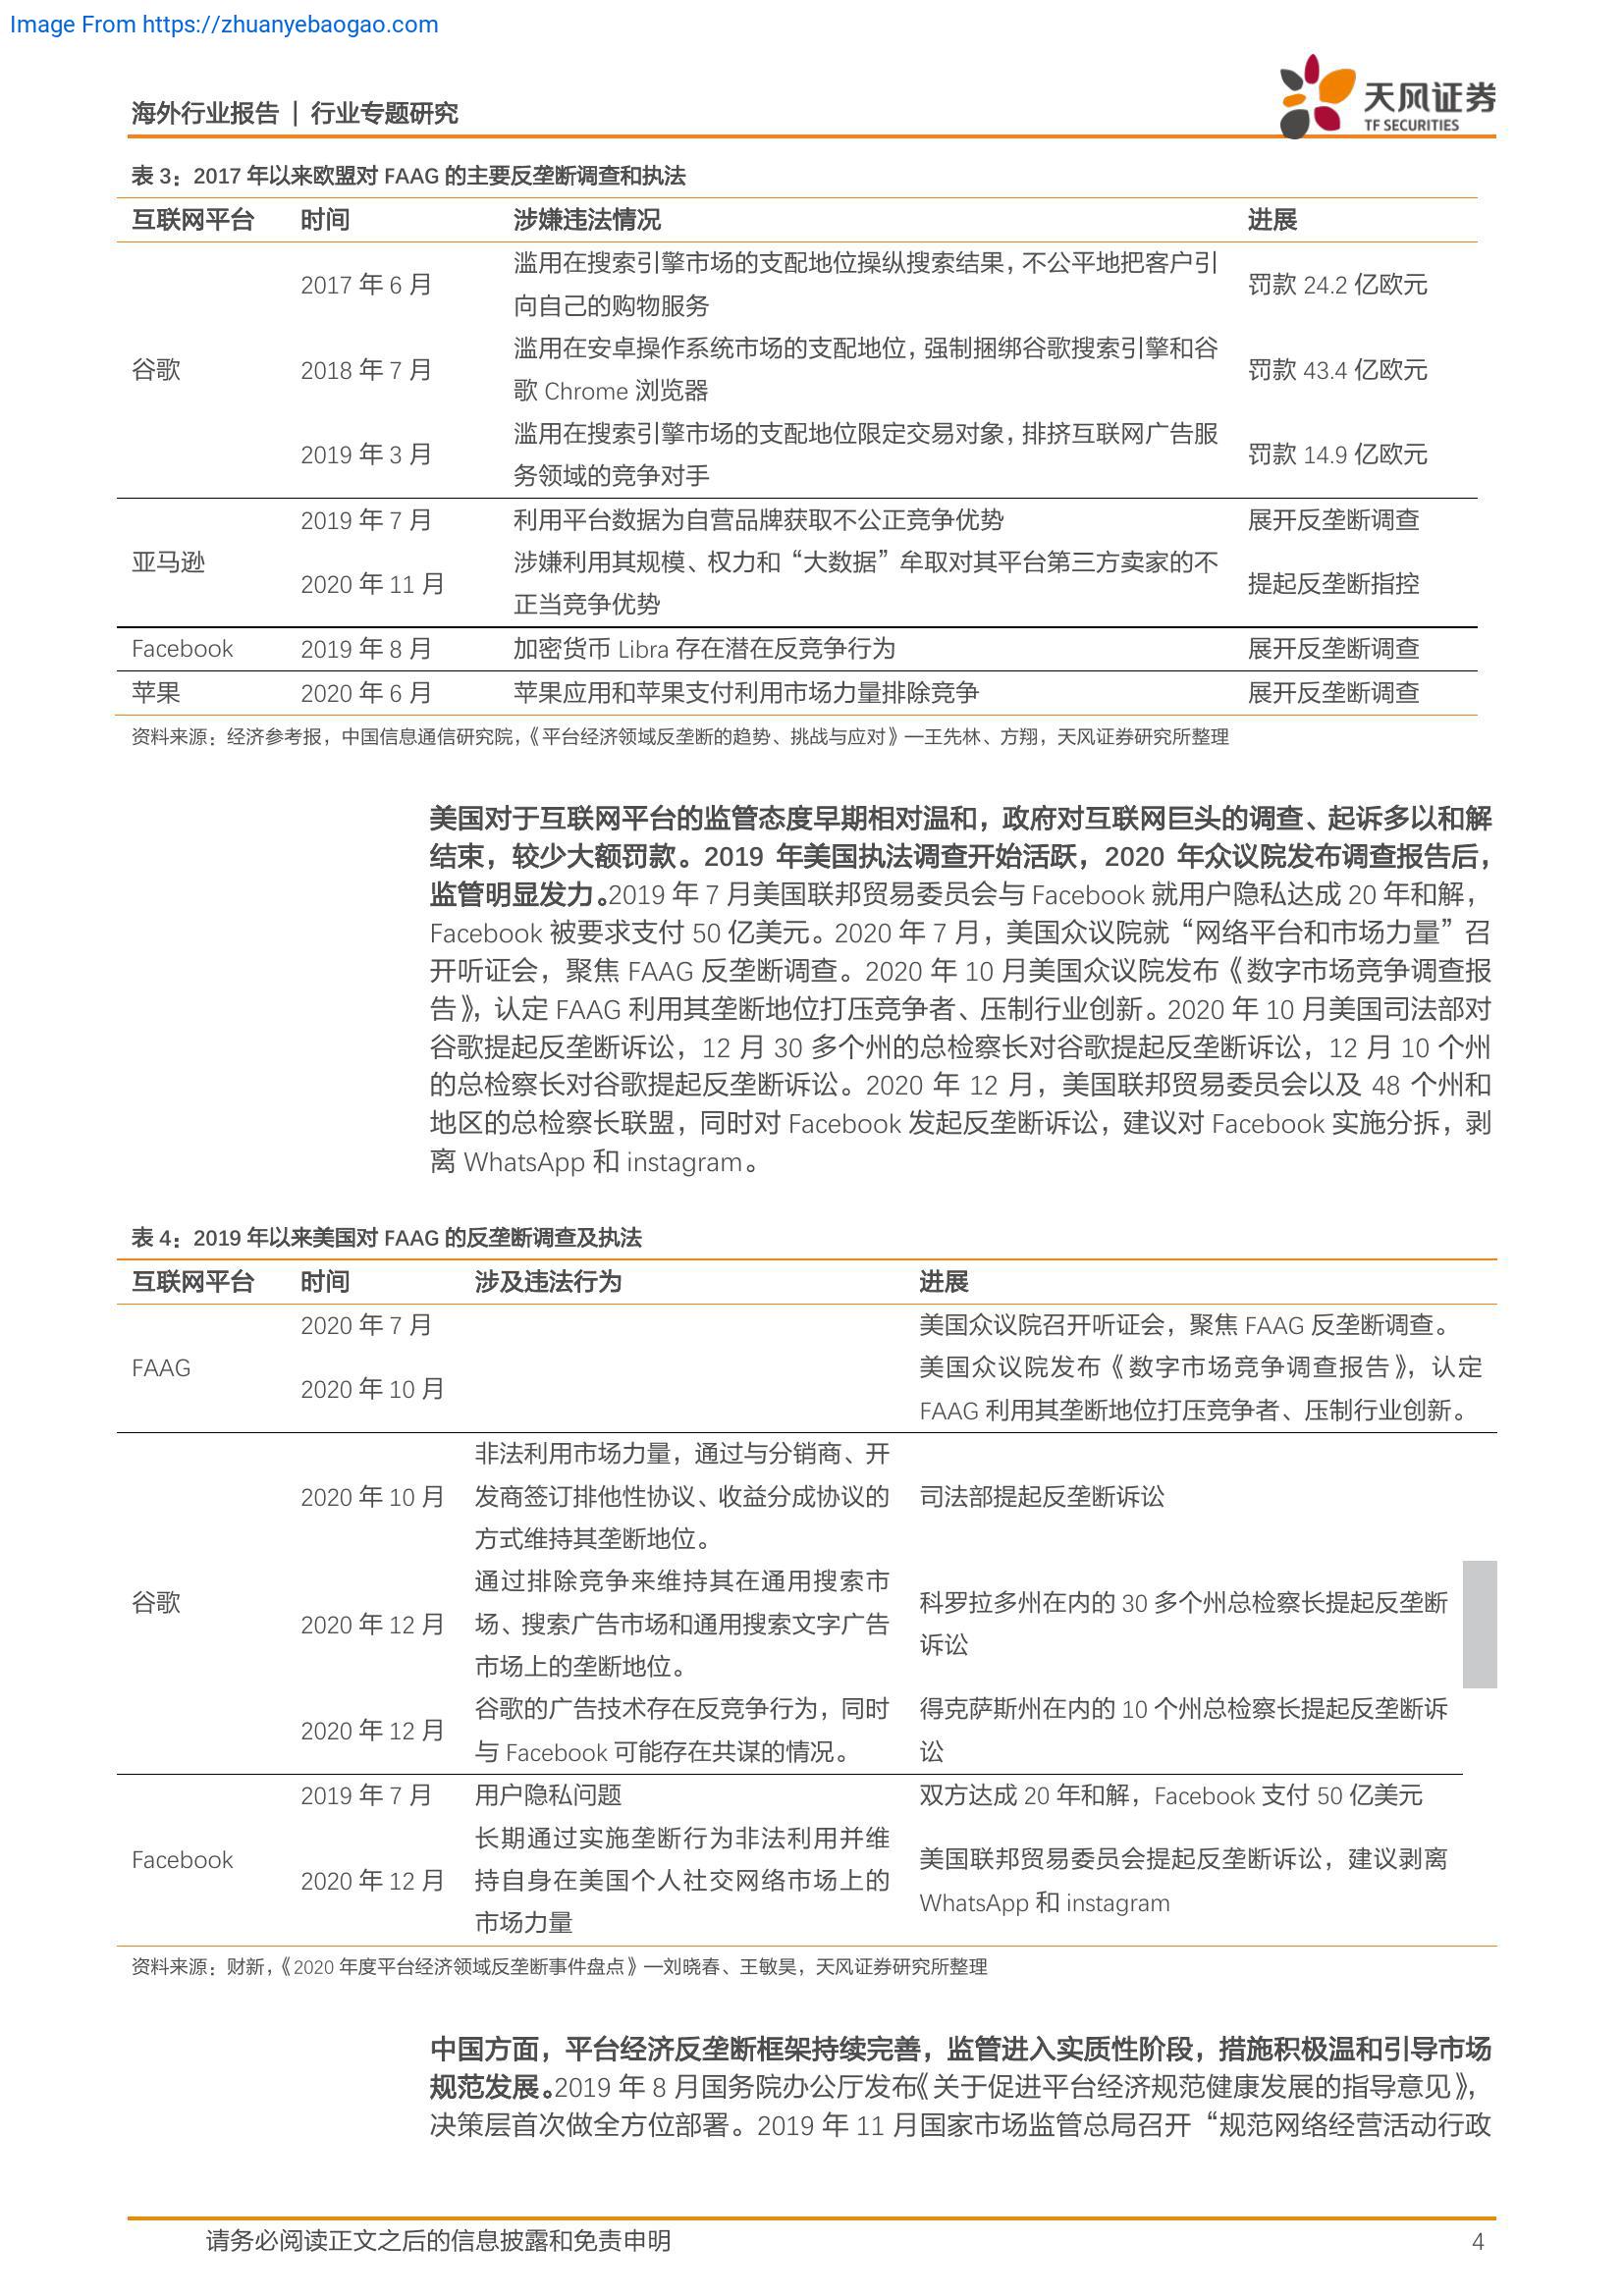 Image From https://zhuanyebaogao.com
海外行业报告 | 行业专题研究
天风证券
TF SECURITIES
表 3：2017 年以来欧盟对 FAAG 的主要反垄断调查和执法
互联网平台 时间 涉嫌违法情况 进展
谷歌
2017 年 6 月
滥用在搜索引擎市场的支配地位操纵搜索结果，不公平地把客户引
向自己的购物服务
罚款 24.2 亿欧元
2018 年 7 月
滥用在安卓操作系统市场的支配地位，强制捆绑谷歌搜索引擎和谷
歌 Chrome 浏览器
罚款 43.4 亿欧元
2019 年 3 月
滥用在搜索引擎市场的支配地位限定交易对象，排挤互联网广告服
务领域的竞争对手
罚款 14.9 亿欧元
亚马逊
2019 年 7 月 利用平台数据为自营品牌获取不公正竞争优势 展开反垄断调查
2020 年 11 月
涉嫌利用其规模、权力和“大数据”牟取对其平台第三方卖家的不
正当竞争优势
提起反垄断指控
Facebook 2019 年 8 月 加密货币 Libra 存在潜在反竞争行为 展开反垄断调查
苹果 2020 年 6 月 苹果应用和苹果支付利用市场力量排除竞争 展开反垄断调查
资料来源：经济参考报，中国信息通信研究院，《平台经济领域反垄断的趋势、挑战与应对》—王先林、方翔，天风证券研究所整理
美国对于互联网平台的监管态度早期相对温和，政府对互联网巨头的调查、起诉多以和解
结束，较少大额罚款。2019 年美国执法调查开始活跃，2020 年众议院发布调查报告后，
监管明显发力。2019 年 7 月美国联邦贸易委员会与 Facebook 就用户隐私达成 20 年和解，
Facebook 被要求支付 50 亿美元。2020 年 7 月，美国众议院就“网络平台和市场力量”召
开听证会，聚焦 FAAG 反垄断调查。2020 年 10 月美国众议院发布《数字市场竞争调查报
告》，认定 FAAG 利用其垄断地位打压竞争者、压制行业创新。2020 年 10 月美国司法部对
谷歌提起反垄断诉讼，12 月 30 多个州的总检察长对谷歌提起反垄断诉讼，12 月 10 个州
的总检察长对谷歌提起反垄断诉讼。2020 年 12 月，美国联邦贸易委员会以及 48 个州和
地区的总检察长联盟，同时对 Facebook 发起反垄断诉讼，建议对 Facebook 实施分拆，剥
离 WhatsApp 和 instagram。
表 4：2019 年以来美国对 FAAG 的反垄断调查及执法
互联网平台 时间 涉及违法行为 进展
FAAG
2020 年 7 月 美国众议院召开听证会，聚焦 FAAG 反垄断调查。
2020 年 10 月
美国众议院发布《数字市场竞争调查报告》，认定
FAAG 利用其垄断地位打压竞争者、压制行业创新。
谷歌
2020 年 10 月
非法利用市场力量，通过与分销商、开
发商签订排他性协议、收益分成协议的
方式维持其垄断地位。
司法部提起反垄断诉讼
2020 年 12 月
通过排除竞争来维持其在通用搜索市
场、搜索广告市场和通用搜索文字广告
市场上的垄断地位。
科罗拉多州在内的 30 多个州总检察长提起反垄断
诉讼
2020 年 12 月
谷歌的广告技术存在反竞争行为，同时
与 Facebook 可能存在共谋的情况。
得克萨斯州在内的 10 个州总检察长提起反垄断诉
讼
Facebook
2019 年 7 月 用户隐私问题 双方达成 20 年和解，Facebook 支付 50 亿美元
2020 年 12 月
长期通过实施垄断行为非法利用并维
持自身在美国个人社交网络市场上的
市场力量
美国联邦贸易委员会提起反垄断诉讼，建议剥离
WhatsApp 和 instagram
资料来源：财新，《2020 年度平台经济领域反垄断事件盘点》—刘晓春、王敏昊，天风证券研究所整理
中国方面，平台经济反垄断框架持续完善，监管进入实质性阶段，措施积极温和引导市场
规范发展。2019 年 8 月国务院办公厅发布《关于促进平台经济规范健康发展的指导意见》，
决策层首次做全方位部署。2019 年 11 月国家市场监管总局召开“规范网络经营活动行政
请务必阅读正文之后的信息披露和免责申明
4